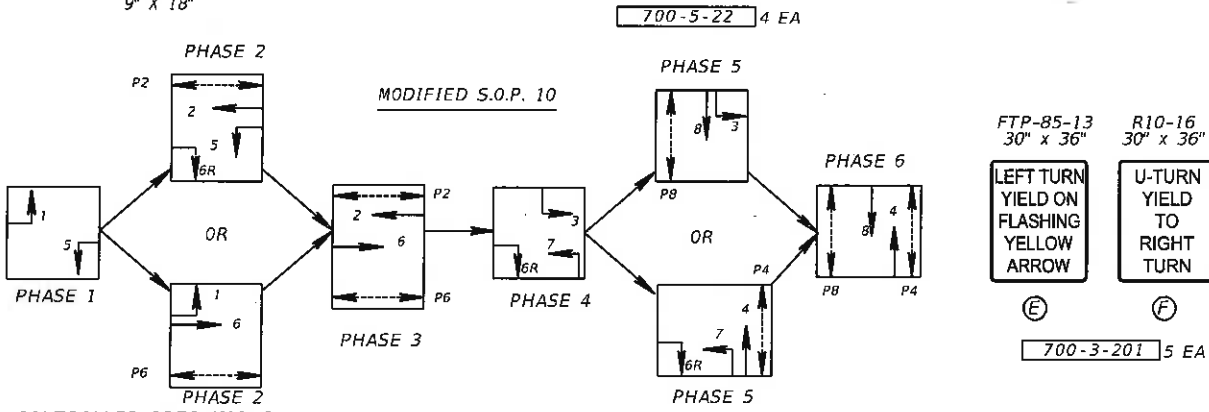 9" X 18"
700-5-22 4 EA
PHASE 2
P2
2
5
6R
MODIFIED S.O.P. 10
PHASE 5
8
3
P8
FTP-85-13
30" x 36"
R10-16
30" x 36"
LEFT TURN
YIELD ON
FLASHING
YELLOW
ARROW
U-TURN
YIELD
TO
RIGHT
TURN
E
F
700-3-201 5 EA
1
5
PHASE 1
OR
P2
2
6
P6
PHASE 3
3
7
6R
PHASE 4
OR
PHASE 6
4
8
P8
P4
1
6
P6
PHASE 2
P4
4
7
6R
PHASE 5